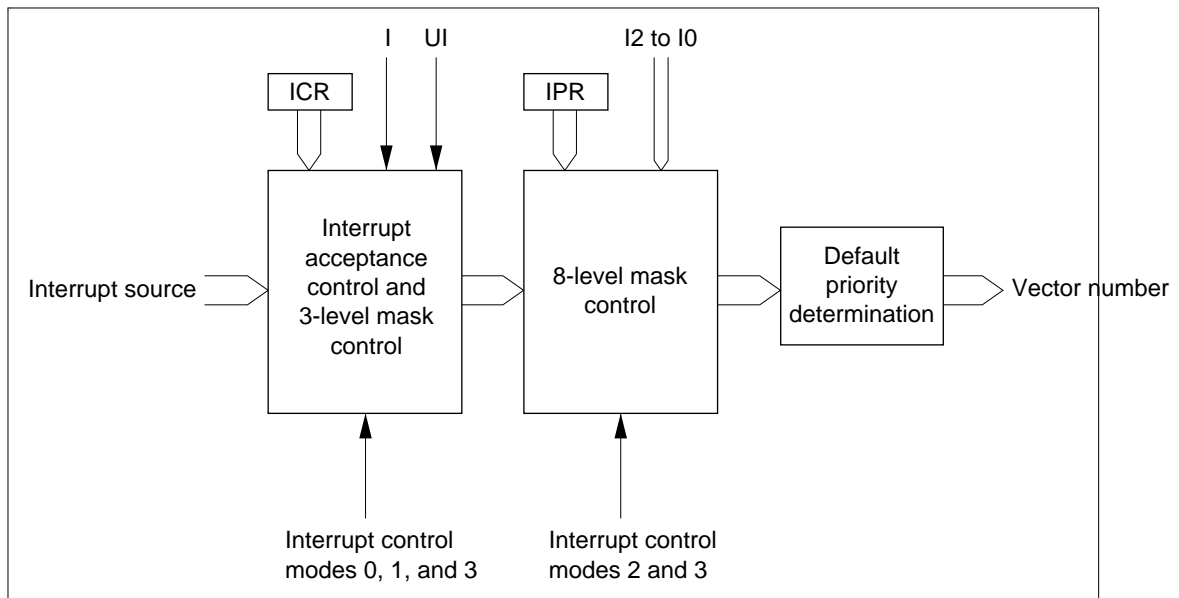 I
UI
I2 to I0
ICR
IPR
Interrupt
acceptance
control and
3-level mask
control
8-level mask
control
Default
priority
determination
Interrupt source
Vector number
Interrupt control
modes 0, 1, and 3
Interrupt control
modes 2 and 3